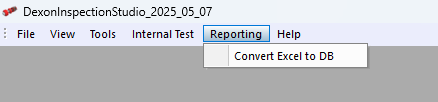 DexonInspectionStudio_2025_05_07
File View Tools Internal Test Reporting Help
Convert Excel to DB